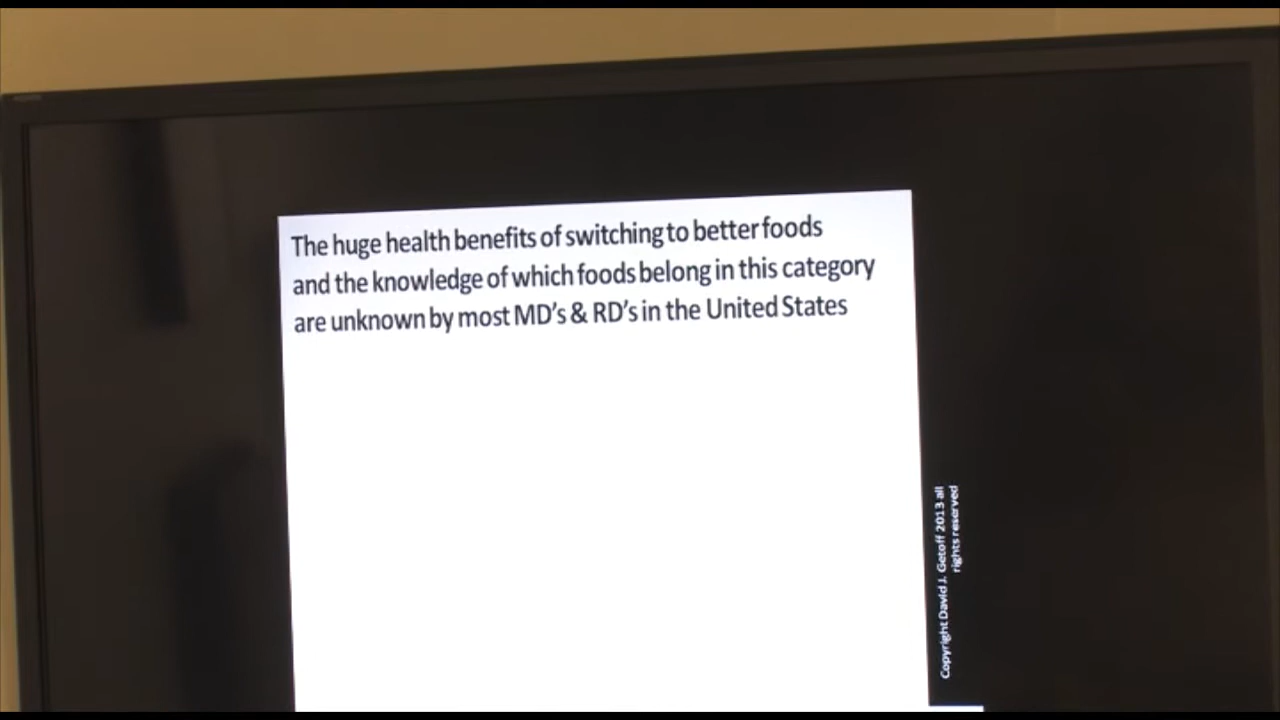 The huge health benefits of switching to better foods
and the knowledge of which foods belong in this category
are unknown by most MD's & RD's in the United States
Copyright David J. Getoff 2013 all
rights reserved